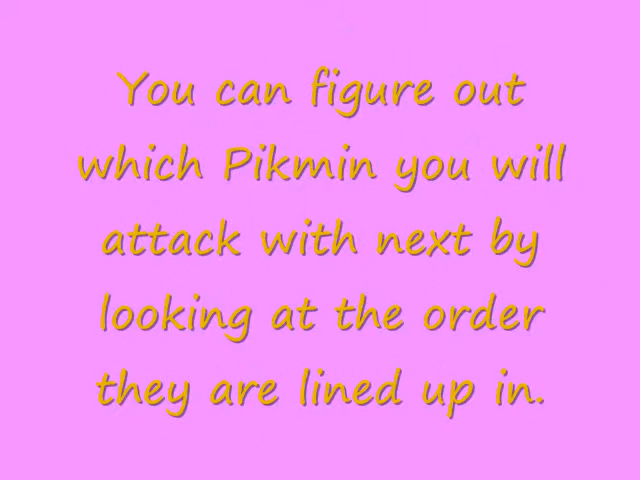 You can figure out
which Pikmin you will
attack with next by
looking at the order
they are lined up in.